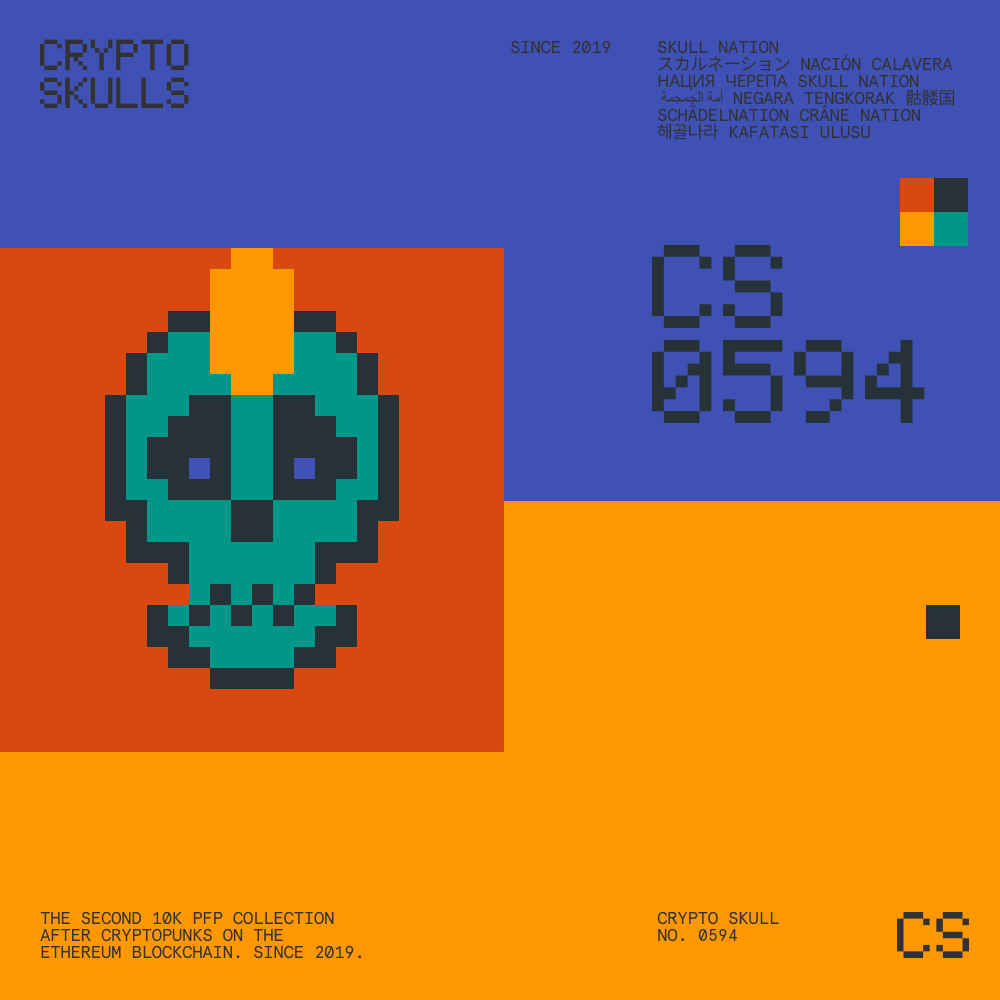 CRYPTO
SKULLS
SINCE 2019
SKULL NATION
スカルネーション NACIÓN CALAVERA
НАЦИЯ ЧЕРЕПА SKULL NATION
أمة الجمجمة NEGARA TENGKORAK 骷髅国
SCHÄDELNATION CRÂNE NATION
해골나라 KAFATASI ULUSU
CS
0594
THE SECOND 10K PFP COLLECTION
AFTER CRYPTOPUNKS ON THE
ETHEREUM BLOCKCHAIN. SINCE 2019.
CRYPTO SKULL
NO. 0594
CS